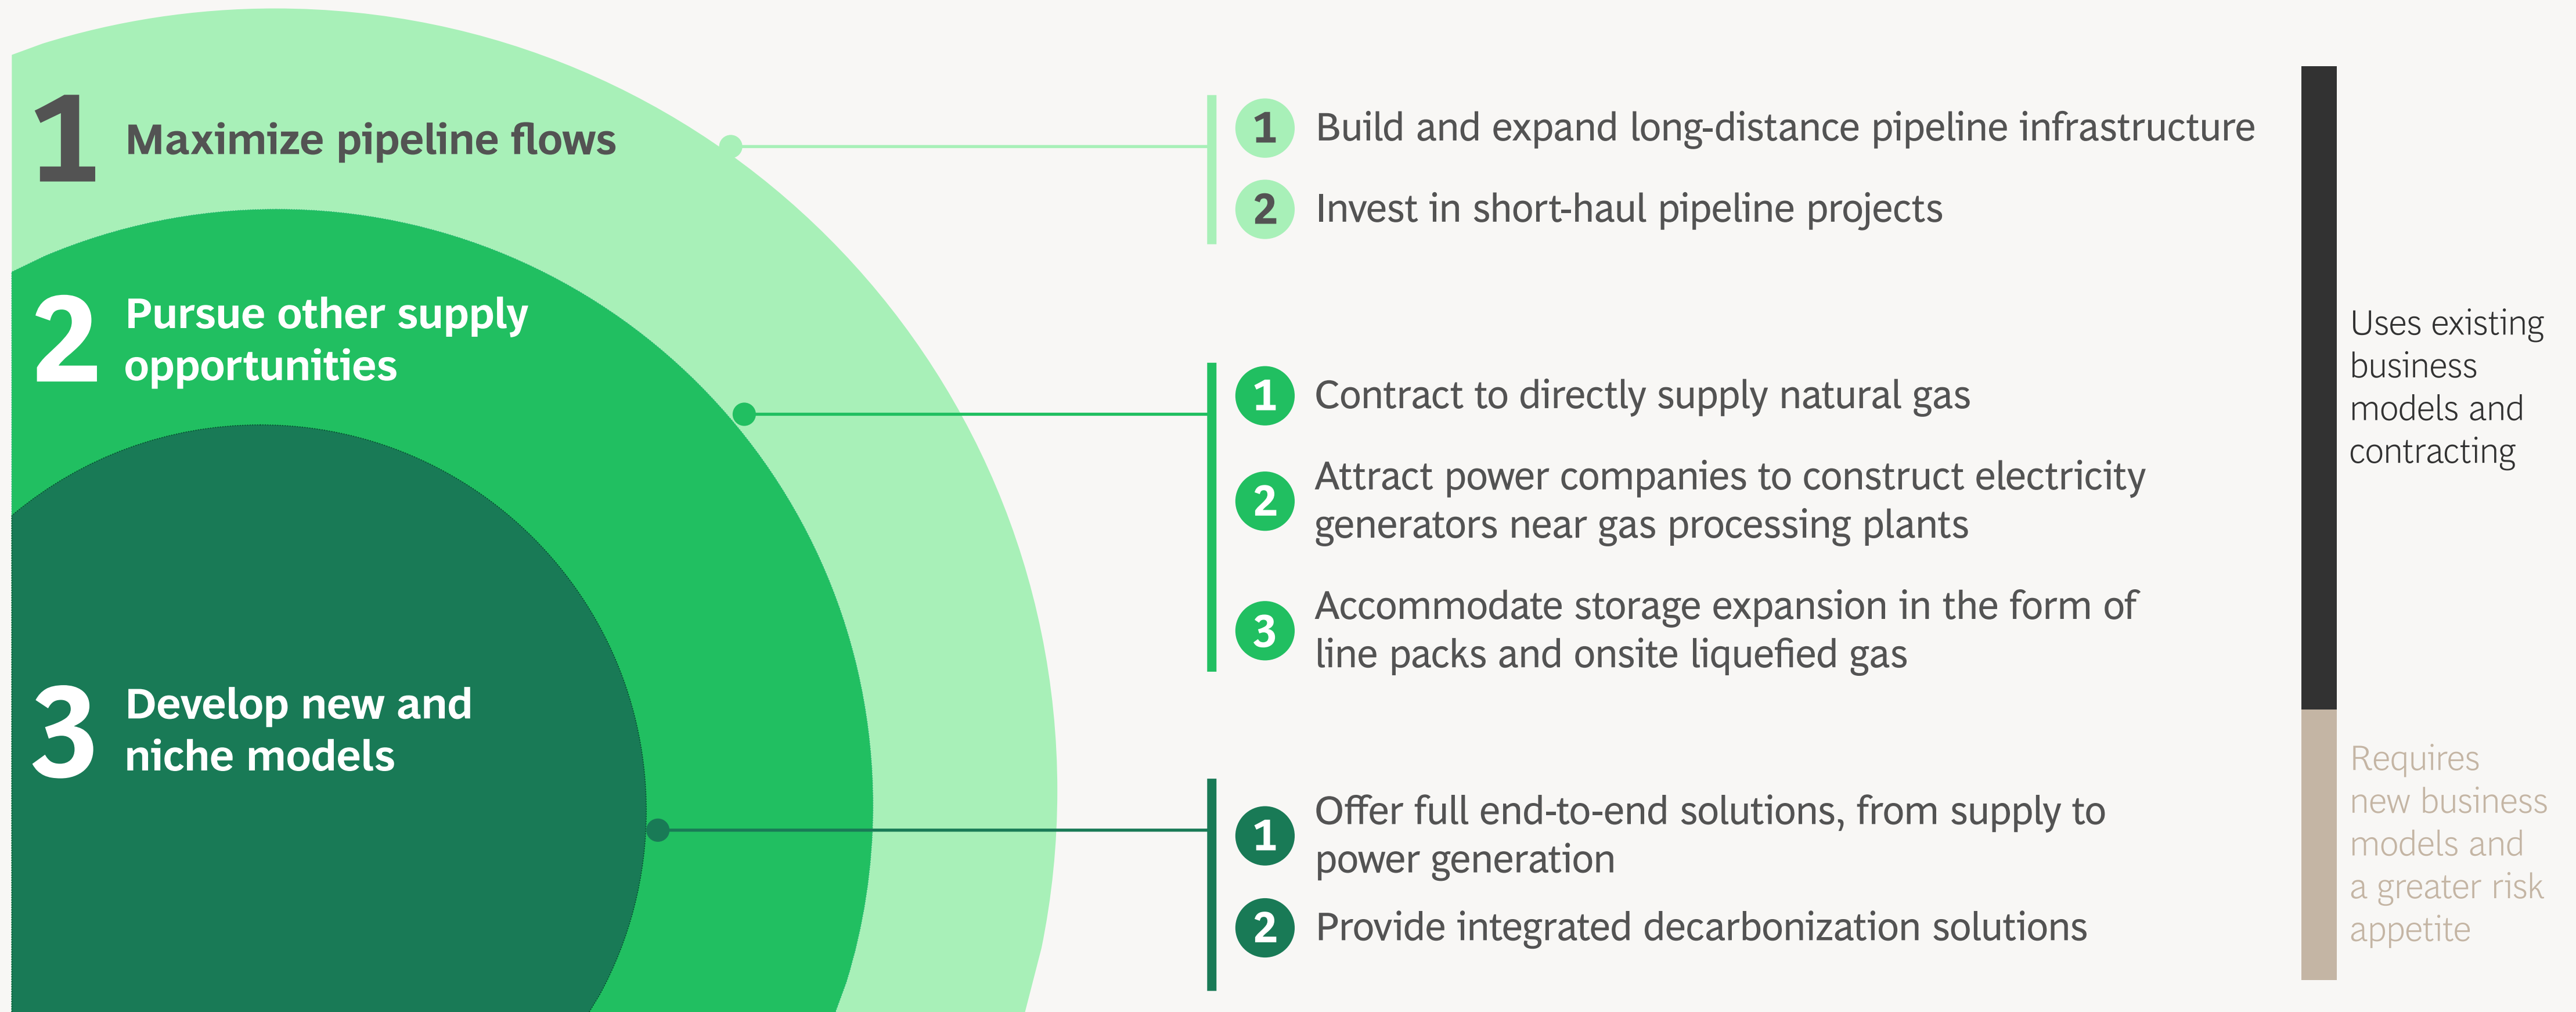 1 Maximize pipeline flows
1 Build and expand long-distance pipeline infrastructure
2 Invest in short-haul pipeline projects
2 Pursue other supply
opportunities
1 Contract to directly supply natural gas
2 Attract power companies to construct electricity
generators near gas processing plants
3 Accommodate storage expansion in the form of
line packs and onsite liquefied gas
3 Develop new and
niche models
1 Offer full end-to-end solutions, from supply to
power generation
2 Provide integrated decarbonization solutions
Uses existing
business
models and
contracting
Requires
new business
models and
a greater risk
appetite